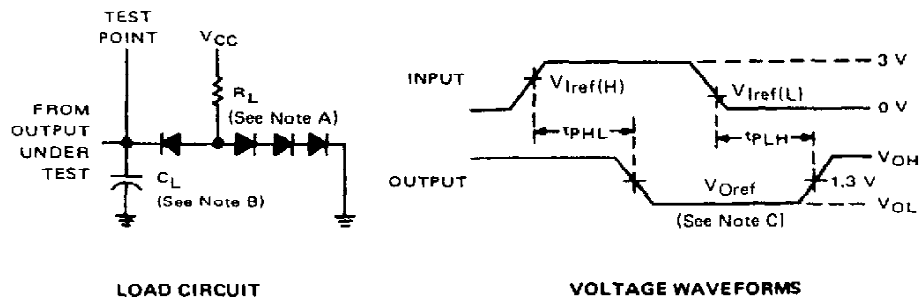 TEST
POINT
VCC
RL
(See Note A)
FROM
OUTPUT
UNDER
TEST
CL
(See Note B)
LOAD CIRCUIT
INPUT
VIref(H)
VIref(L)
3 V
0 V
tPHL
tPLH
OUTPUT
VOref
(See Note C)
VOH
1.3 V
VOL
VOLTAGE WAVEFORMS